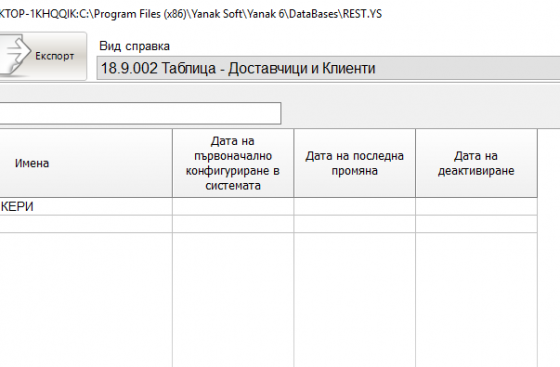 KTOP-1KHQQIK:C:\Program Files (x86)\Yanak Soft\Yanak 6\DataBases\REST.YS
Вид справка
Експорт
18.9.002 Таблица - Доставчици и Клиенти
Имена
Дата на
първоначално
конфигуриране в
системата
Дата на последна
промяна
Дата на
деактивиране
КЕРИ